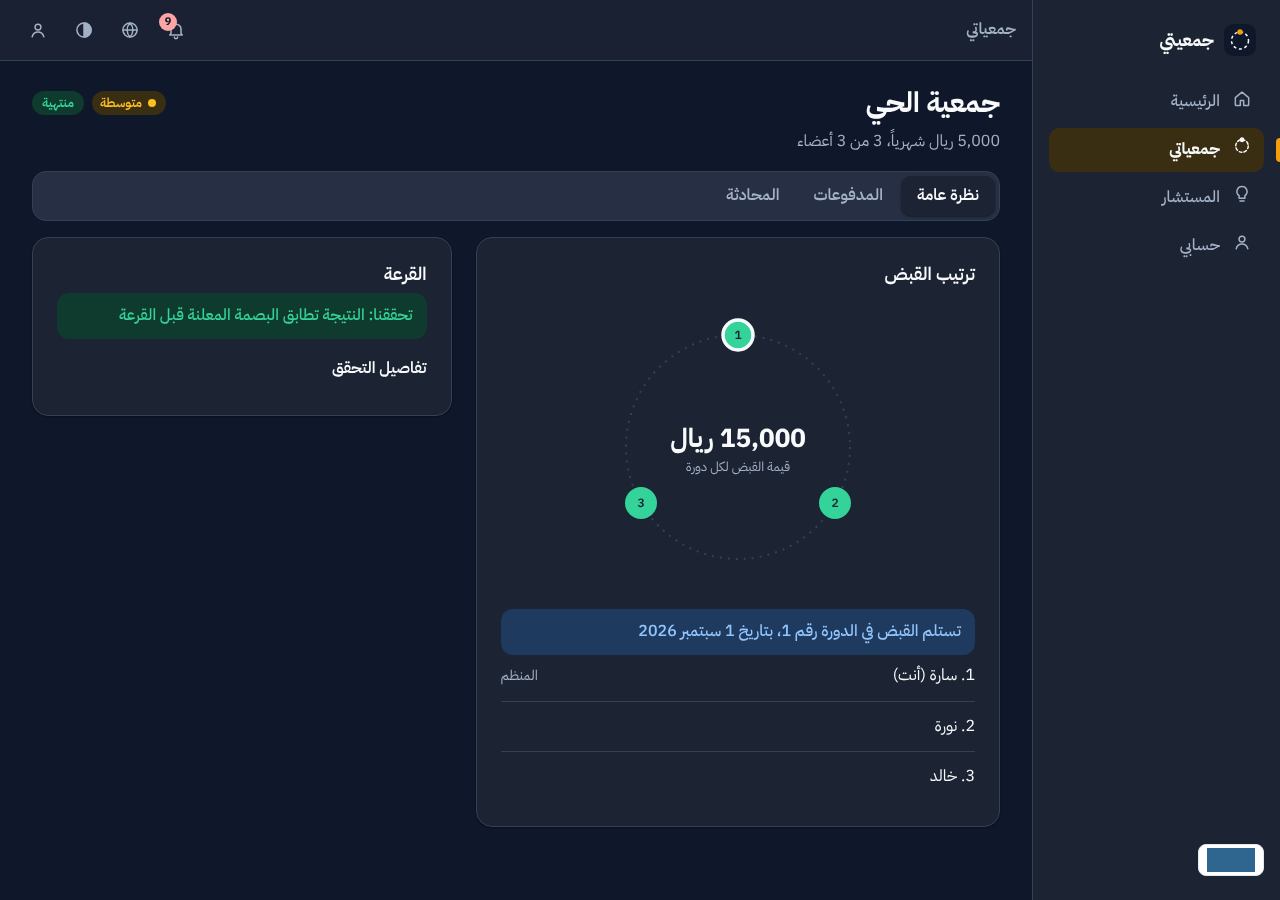 جمعيتي
الرئيسية
جمعياتي
المستشار
حسابي
جمعياتي
9
جمعية الحي
متوسطة
منتهية
5,000 ريال شهرياً، 3 من 3 أعضاء
نظرة عامة
المدفوعات
المحادثة
ترتيب القبض
1
15,000 ريال
قيمة القبض لكل دورة
2
3
تستلم القبض في الدورة رقم 1، بتاريخ 1 سبتمبر 2026
1. سارة (أنت)
المنظم
2. نورة
3. خالد
القرعة
تحققنا: النتيجة تطابق البصمة المعلنة قبل القرعة
تفاصيل التحقق